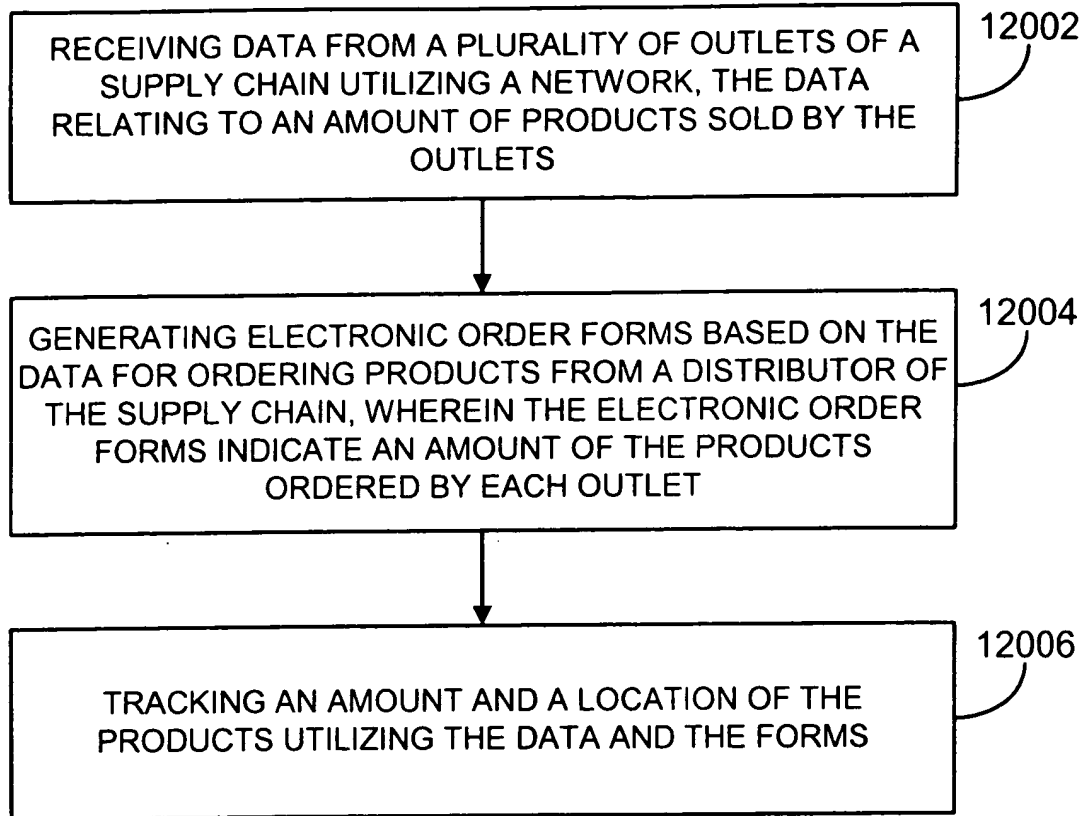 RECEIVING DATA FROM A PLURALITY OF OUTLETS OF A
SUPPLY CHAIN UTILIZING A NETWORK, THE DATA
RELATING TO AN AMOUNT OF PRODUCTS SOLD BY THE
OUTLETS
12002
GENERATING ELECTRONIC ORDER FORMS BASED ON THE
DATA FOR ORDERING PRODUCTS FROM A DISTRIBUTOR OF
THE SUPPLY CHAIN, WHEREIN THE ELECTRONIC ORDER
FORMS INDICATE AN AMOUNT OF THE PRODUCTS
ORDERED BY EACH OUTLET
12004
TRACKING AN AMOUNT AND A LOCATION OF THE
PRODUCTS UTILIZING THE DATA AND THE FORMS
12006